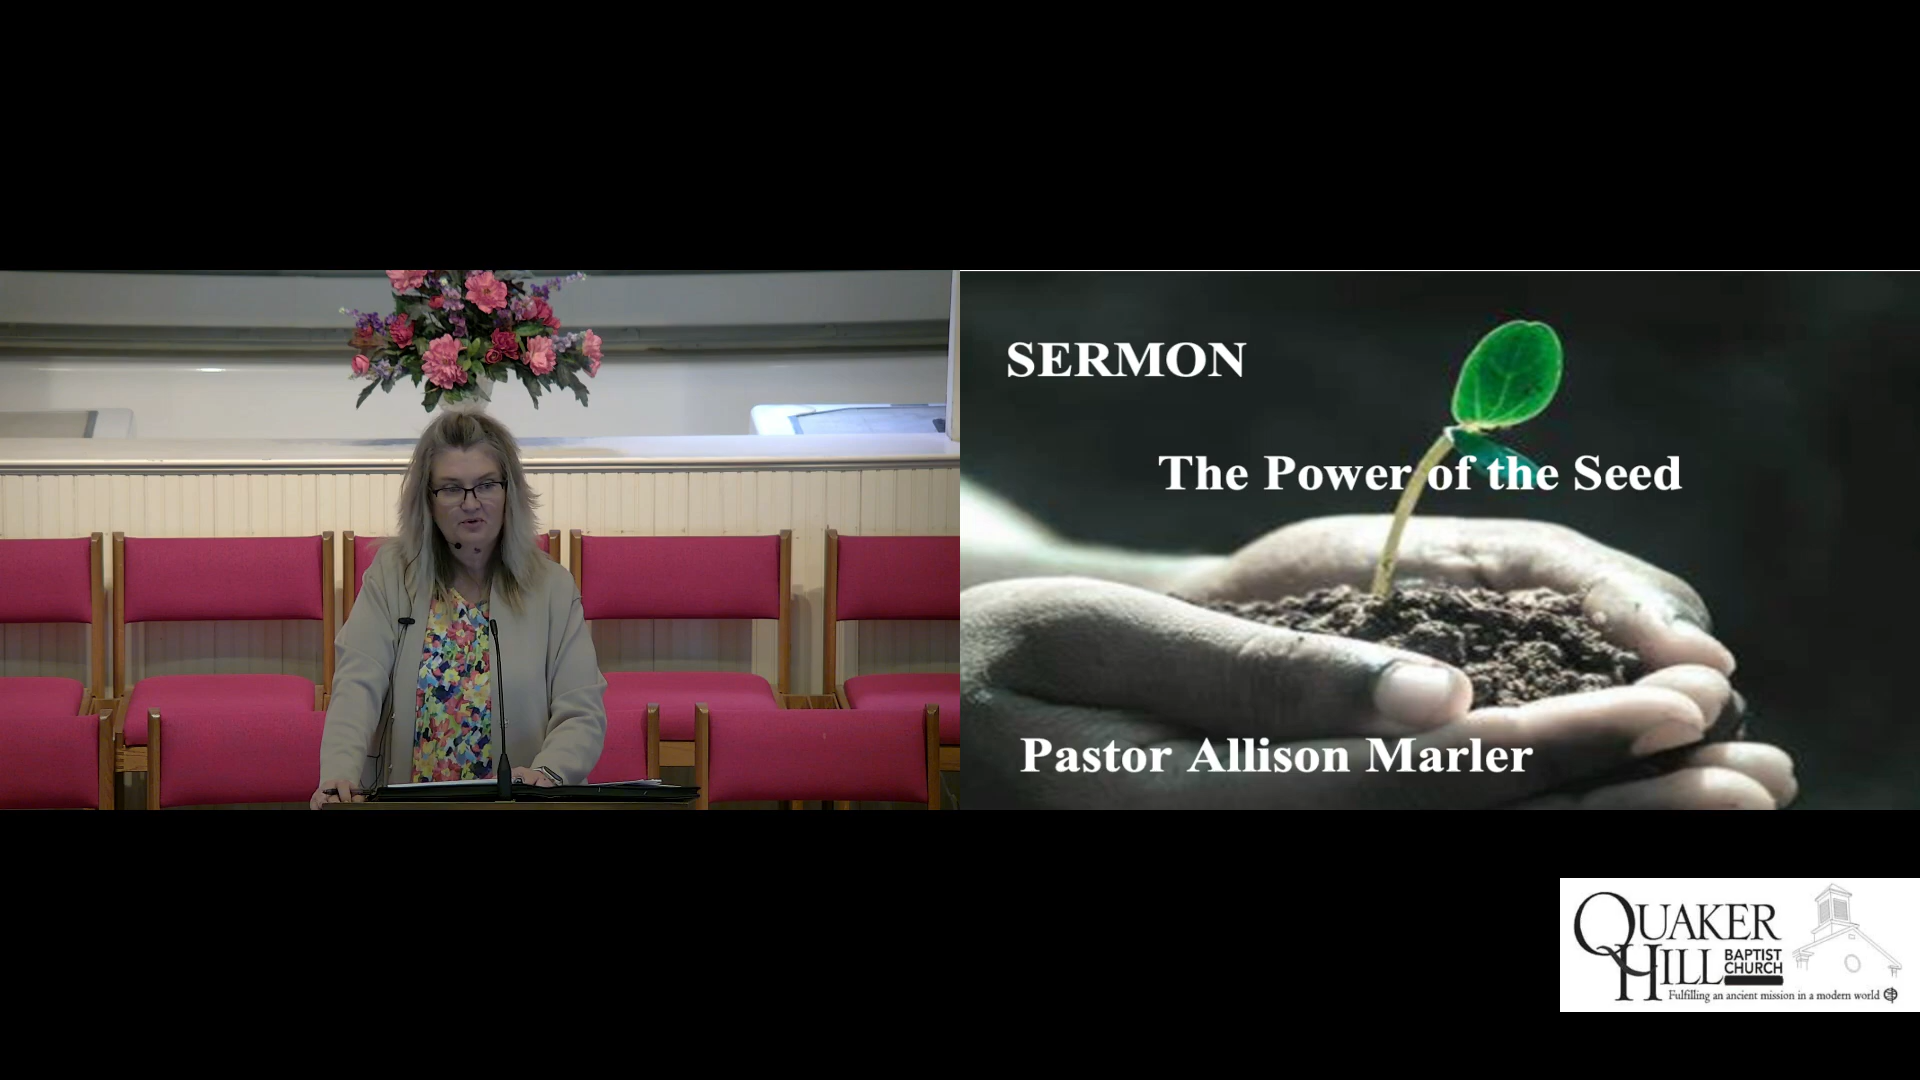 SERMON
The Power of the Seed
Pastor Allison Marler
QUAKER
HILL BAPTIST
CHURCH
Fulfilling an ancient mission in a modern world